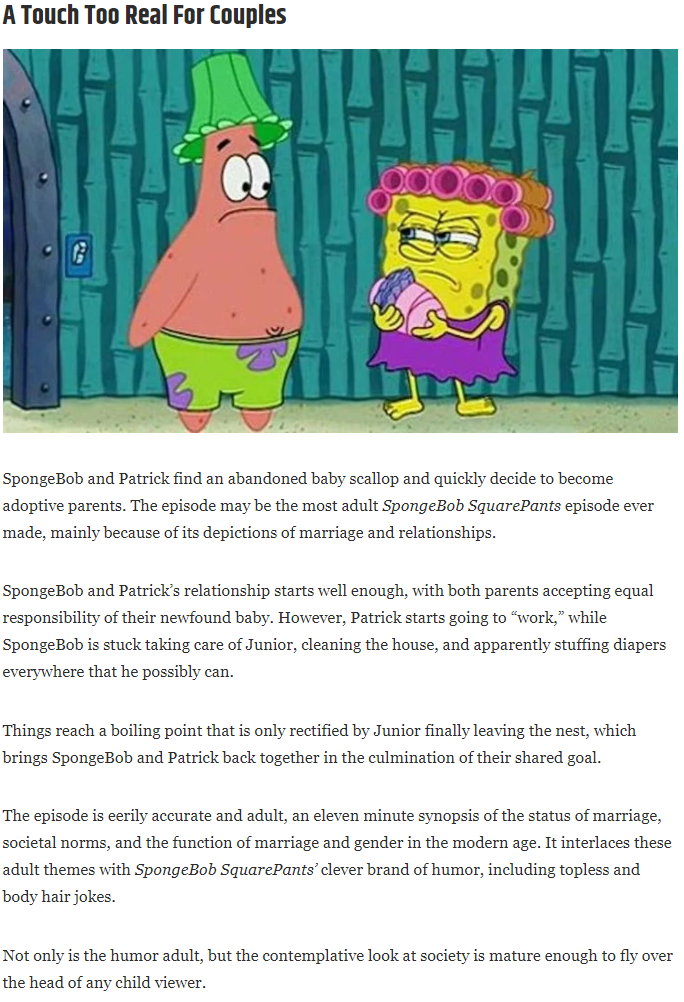 A Touch Too Real For Couples
SpongeBob and Patrick find an abandoned baby scallop and quickly decide to become
adoptive parents. The episode may be the most adult SpongeBob SquarePants episode ever
made, mainly because of its depictions of marriage and relationships.
SpongeBob and Patrick’s relationship starts well enough, with both parents accepting equal
responsibility of their newfound baby. However, Patrick starts going to “work,” while
SpongeBob is stuck taking care of Junior, cleaning the house, and apparently stuffing diapers
everywhere that he possibly can.
Things reach a boiling point that is only rectified by Junior finally leaving the nest, which
brings SpongeBob and Patrick back together in the culmination of their shared goal.
The episode is eerily accurate and adult, an eleven minute synopsis of the status of marriage,
societal norms, and the function of marriage and gender in the modern age. It interlaces these
adult themes with SpongeBob SquarePants’ clever brand of humor, including topless and
body hair jokes.
Not only is the humor adult, but the contemplative look at society is mature enough to fly over
the head of any child viewer.